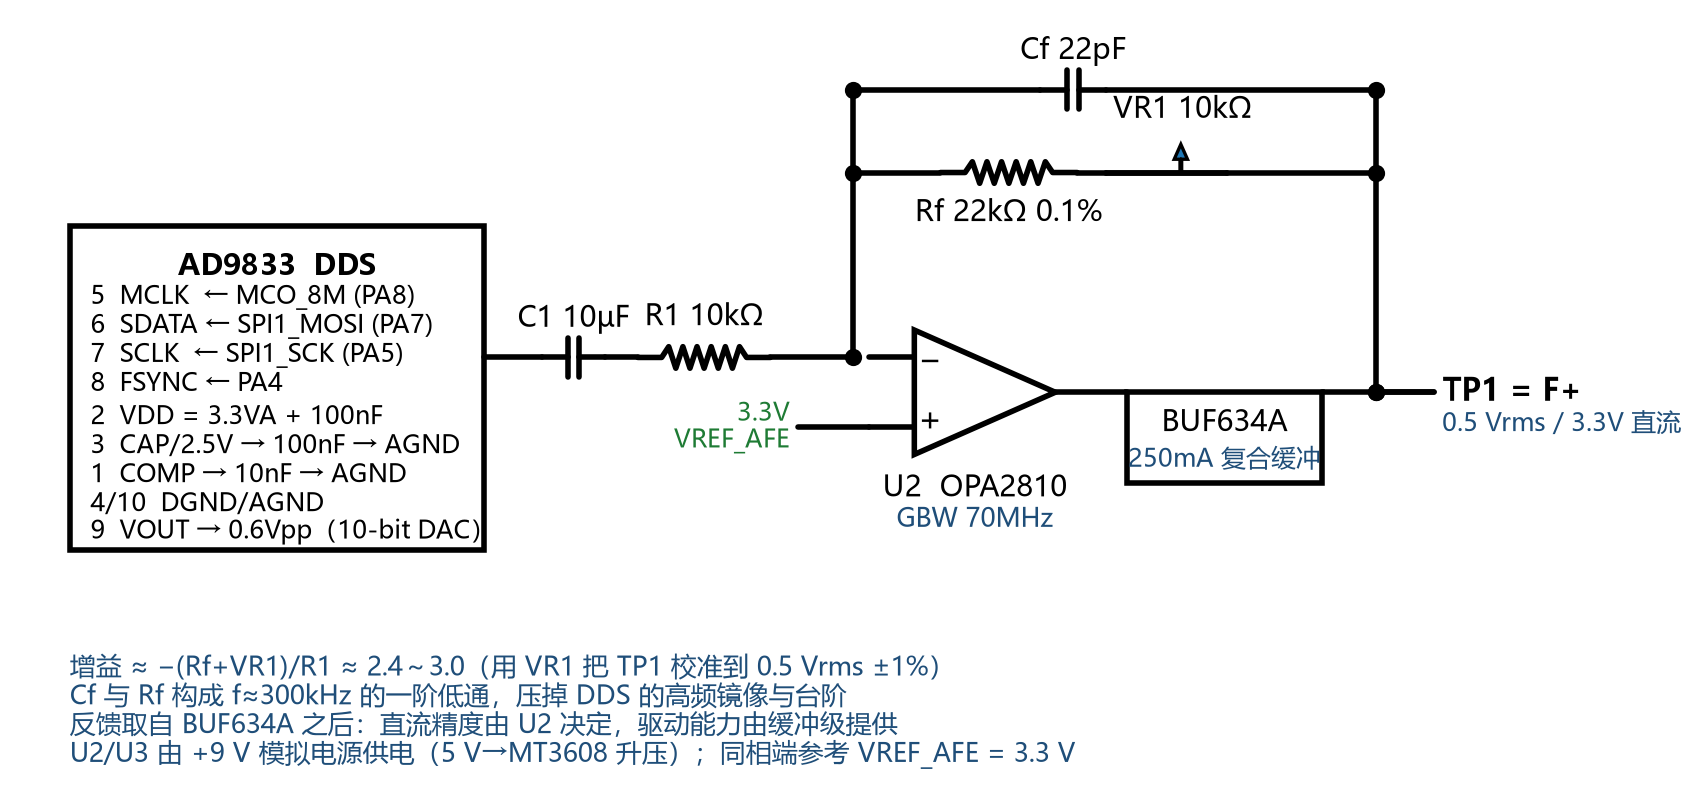 Cf 22pF
VR1 10kΩ
Rf 22kΩ 0.1%
AD9833 DDS
5 MCLK ← MCO_8M (PA8)
6 SDATA ← SPI1_MOSI (PA7)
7 SCLK ← SPI1_SCK (PA5)
8 FSYNC ← PA4
2 VDD = 3.3VA + 100nF
3 CAP/2.5V → 100nF → AGND
1 COMP → 10nF → AGND
4/10 DGND/AGND
9 VOUT → 0.6Vpp (10-bit DAC)
C1 10μF
R1 10kΩ
3.3V
VREF_AFE
−
+
U2 OPA2810
GBW 70MHz
BUF634A
250mA 复合缓冲
TP1 = F+
0.5 Vrms / 3.3V 直流
增益 ≈ −(Rf+VR1)/R1 ≈ 2.4～3.0（用 VR1 把 TP1 校准到 0.5 Vrms ±1%）
Cf 与 Rf 构成 f≈300kHz 的一阶低通，压掉 DDS 的高频镜像与台阶
反馈取自 BUF634A 之后：直流精度由 U2 决定，驱动能力由缓冲级提供
U2/U3 由 +9 V 模拟电源供电（5 V→MT3608 升压）；同相端参考 VREF_AFE = 3.3 V